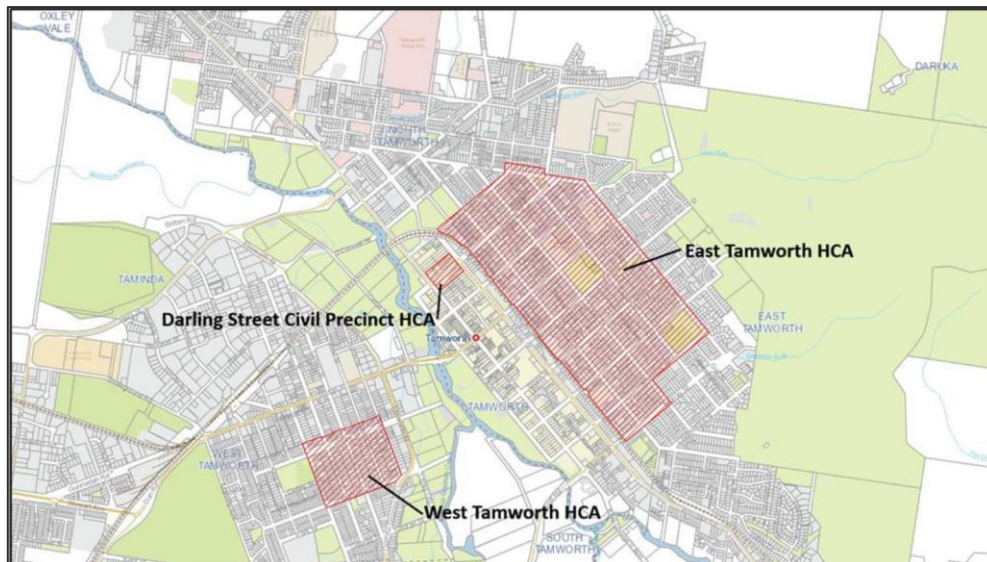 OXLEY
VALE
DARUKA
NORTH
TAMWORTH
East Tamworth HCA
TAMINDA
Darling Street Civil Precinct HCA
EAST
TAMWORTH
Tamworth
TAMWORTH
WEST
TAMWORTH
West Tamworth HCA
SOUTH
TAMWORTH